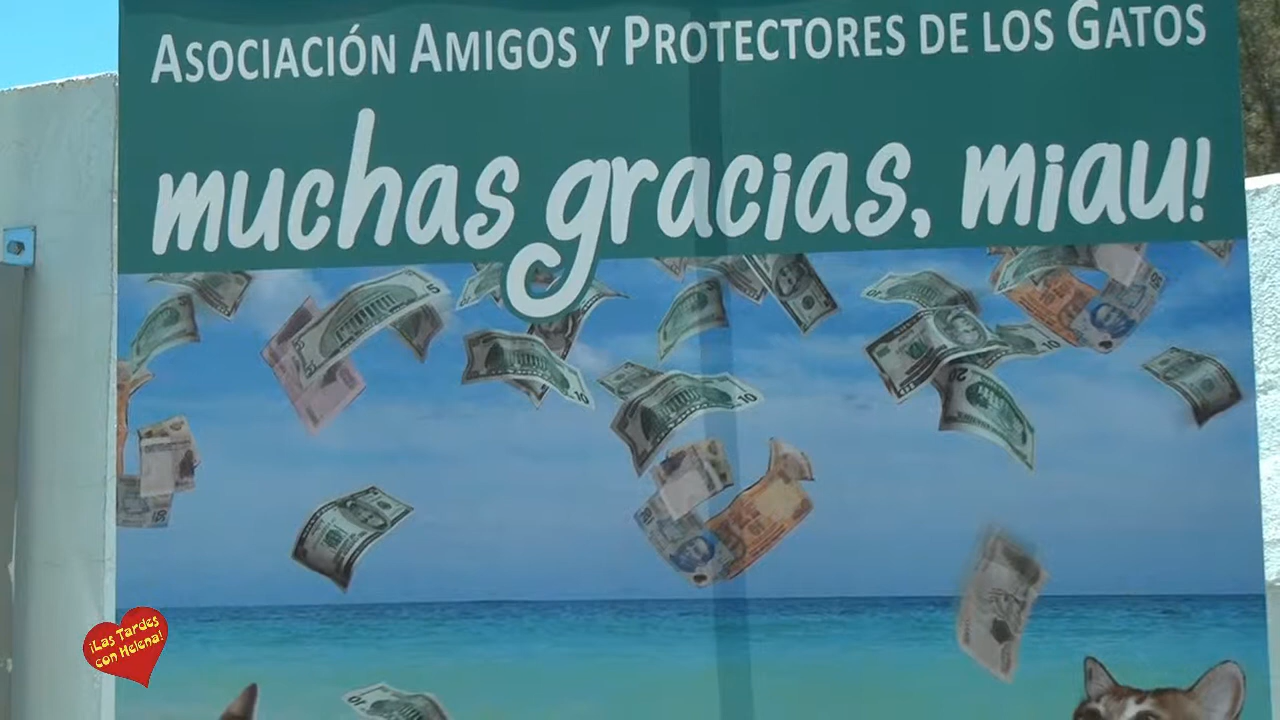 ASOCIACIÓN AMIGOS Y PROTECTORES DE LOS GATOS
muchas gracias, miau!
¡Las Tardes
con Helena!